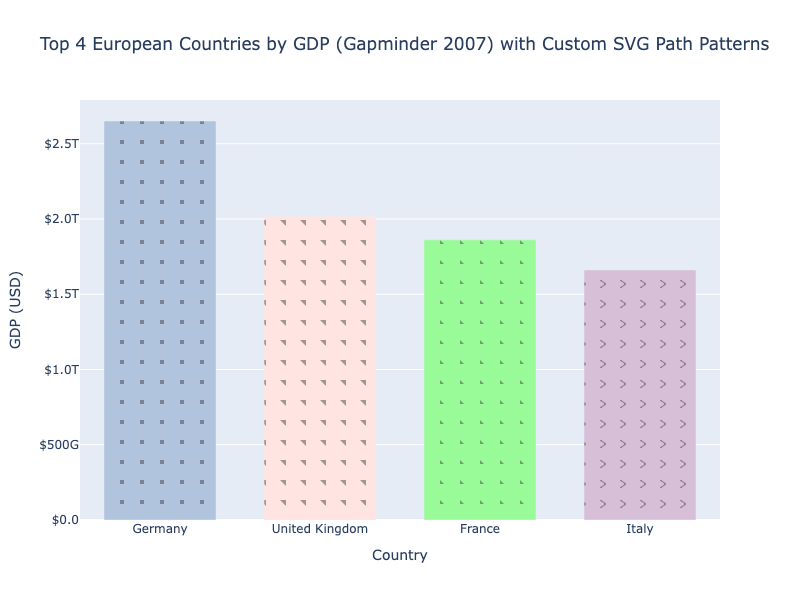 Top 4 European Countries by GDP (Gapminder 2007) with Custom SVG Path Patterns
GDP (USD)
$2.5T
$2.0T
$1.5T
$1.0T
$500G
$0.0
Germany
United Kingdom
France
Italy
Country